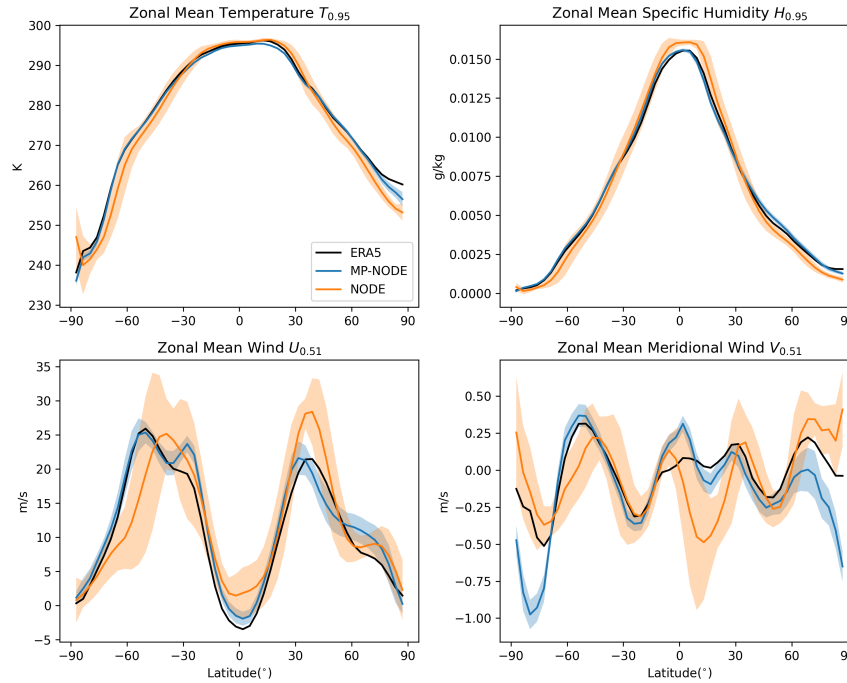 Zonal Mean Temperature T0.95
300
290
280
270
260
250
240
230
K
−90 −60 −30 0 30 60 90
ERA5
MP-NODE
NODE
Zonal Mean Specific Humidity H0.95
0.0150
0.0125
0.0100
0.0075
0.0050
0.0025
0.0000
g/kg
−90 −60 −30 0 30 60 90
Zonal Mean Wind U0.51
35
30
25
20
15
10
5
0
−5
m/s
−90 −60 −30 0 30 60 90
Latitude(°)
Zonal Mean Meridional Wind V0.51
0.50
0.25
0.00
−0.25
−0.50
−0.75
−1.00
m/s
−90 −60 −30 0 30 60 90
Latitude(°)